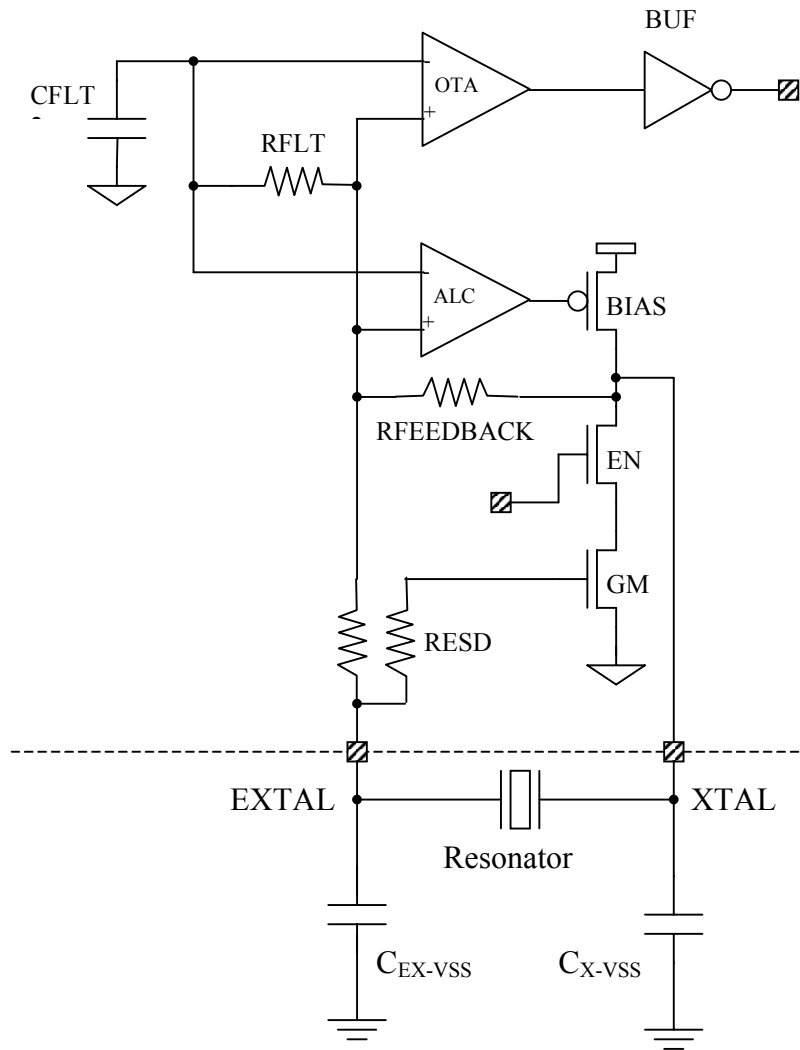 BUF
CFLT
OTA
-
+
RFLT
ALC
-
+
BIAS
RFEEDBACK
EN
GM
RESD
EXTAL
XTAL
Resonator
CEX-VSS
CX-VSS